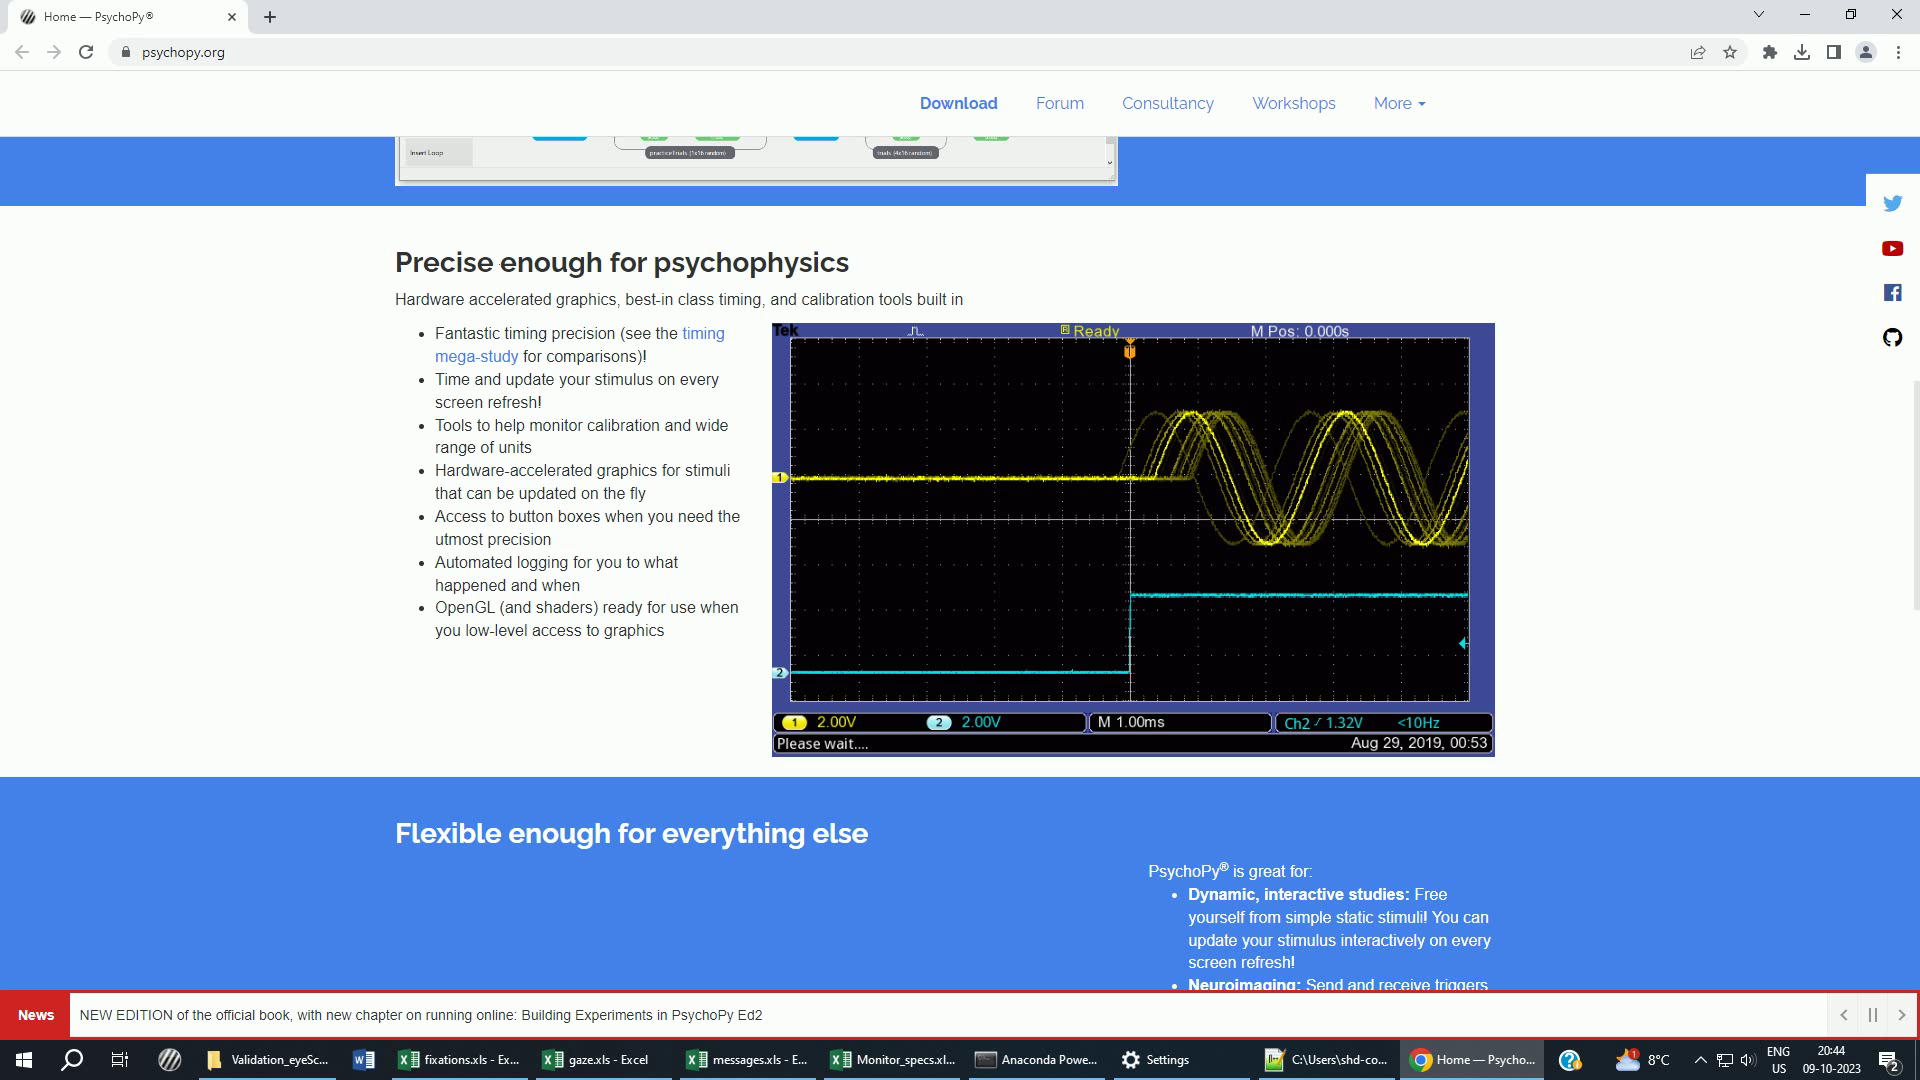 Home — PsychoPy®
psychopy.org
Download
Forum
Consultancy
Workshops
More
Insert Loop
practiceTrials (1x16 random)
trials (4x16 random)
Precise enough for psychophysics
Hardware accelerated graphics, best-in class timing, and calibration tools built in
Fantastic timing precision (see the timing
mega-study for comparisons)!
Time and update your stimulus on every
screen refresh!
Tools to help monitor calibration and wide
range of units
Hardware-accelerated graphics for stimuli
that can be updated on the fly
Access to button boxes when you need the
utmost precision
Automated logging for you to what
happened and when
OpenGL (and shaders) ready for use when
you low-level access to graphics
Tek
R Ready
M Pos: 0.000s
T
1
2
1 2.00V
2 2.00V
M 1.00ms
Ch2 1.32V <10Hz
Please wait....
Aug 29, 2019, 00:53
Flexible enough for everything else
PsychoPy® is great for:
Dynamic, interactive studies: Free
yourself from simple static stimuli! You can
update your stimulus interactively on every
screen refresh!
Neuroimaging: Send and receive triggers
News
NEW EDITION of the official book, with new chapter on running online: Building Experiments in PsychoPy Ed2
Validation_eyeSc...
fixations.xls - Ex...
gaze.xls - Excel
messages.xls - E...
Monitor_specs.xl...
Anaconda Powe...
Settings
C:\Users\shd-co...
Home — Psycho...
1
8°C
ENG
US
20:44
09-10-2023
2